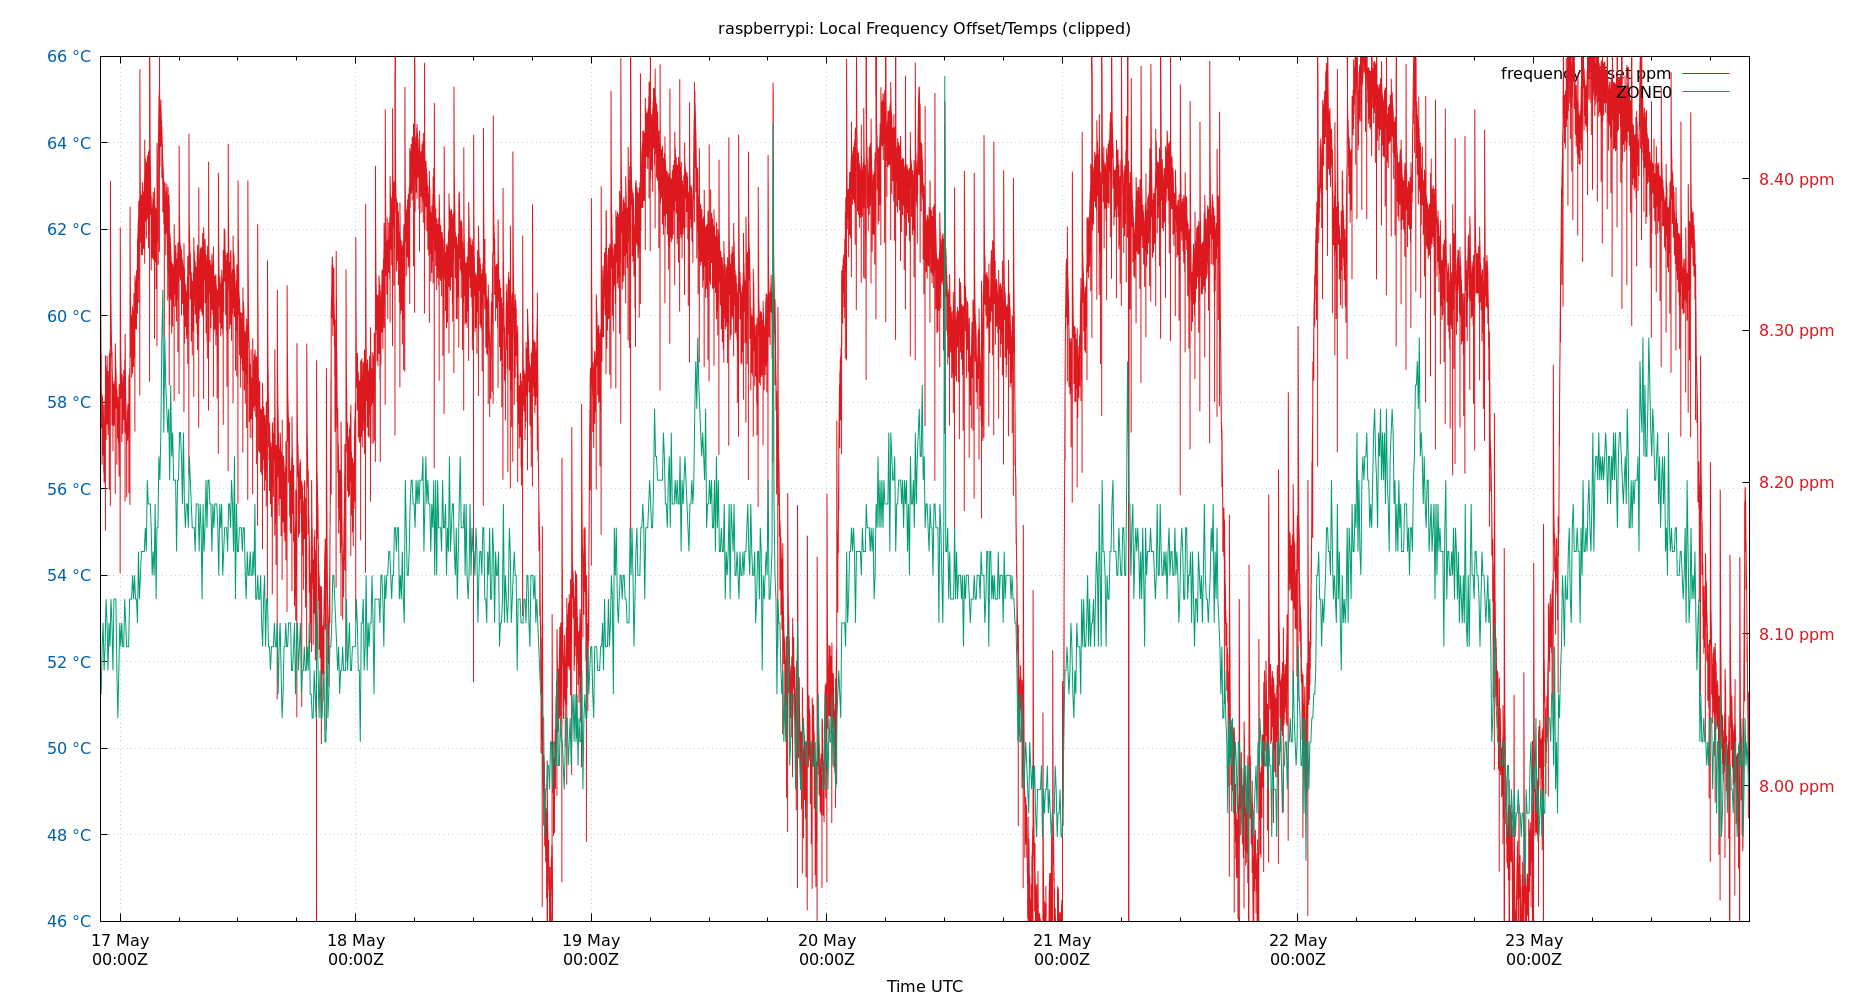 raspberrypi: Local Frequency Offset/Temps (clipped)
66 °C
64 °C
62 °C
60 °C
58 °C
56 °C
54 °C
52 °C
50 °C
48 °C
46 °C
frequency offset ppm
ZONE0
8.40 ppm
8.30 ppm
8.20 ppm
8.10 ppm
8.00 ppm
17 May
00:00Z
18 May
00:00Z
19 May
00:00Z
20 May
00:00Z
21 May
00:00Z
22 May
00:00Z
23 May
00:00Z
Time UTC